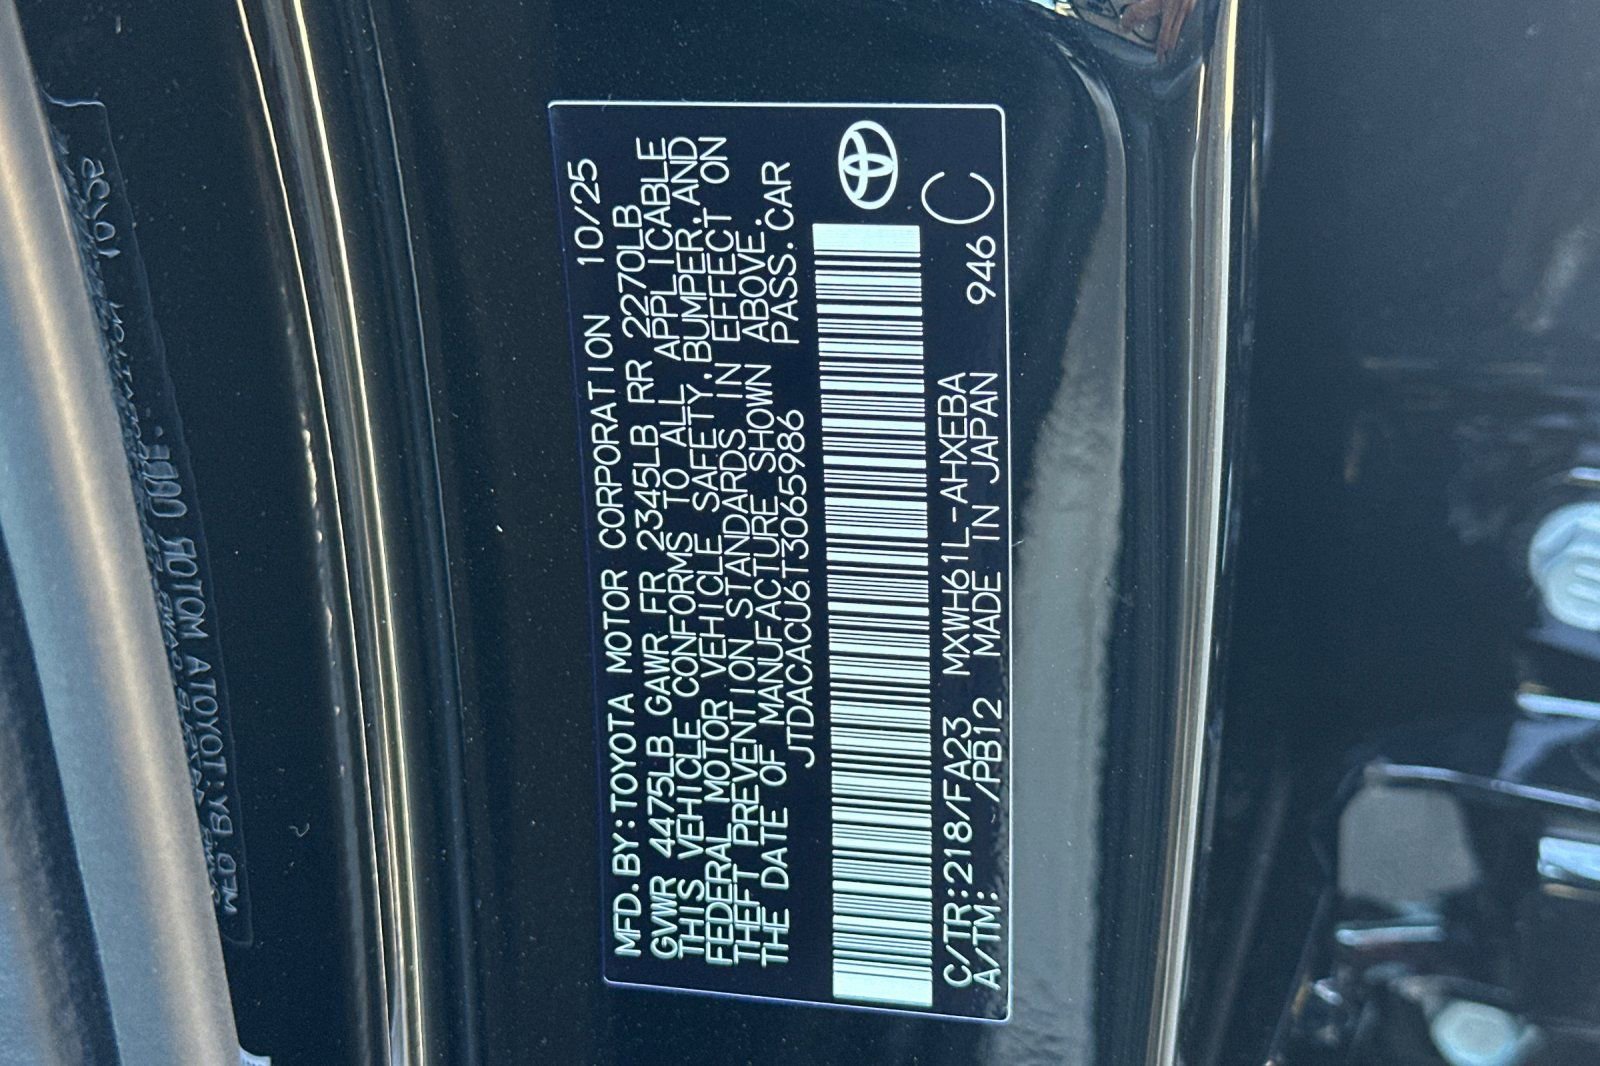 MFD.BY:TOYOTA MOTOR CORPORATION 10/25
GVWR 4475LB GAWR FR 2345LB RR 2270LB
THIS VEHICLE CONFORMS TO ALL APPLICABLE
FEDERAL MOTOR VEHICLE SAFETY, BUMPER, AND
THEFT PREVENTION STANDARDS IN EFFECT ON
THE DATE OF MANUFACTURE SHOWN ABOVE.
JTDACACU6T3065986 PASS.CAR
C/TR:218/FA23 MXWH61L-AHXEBA
A/TM: /PB12 MADE IN JAPAN 946 C